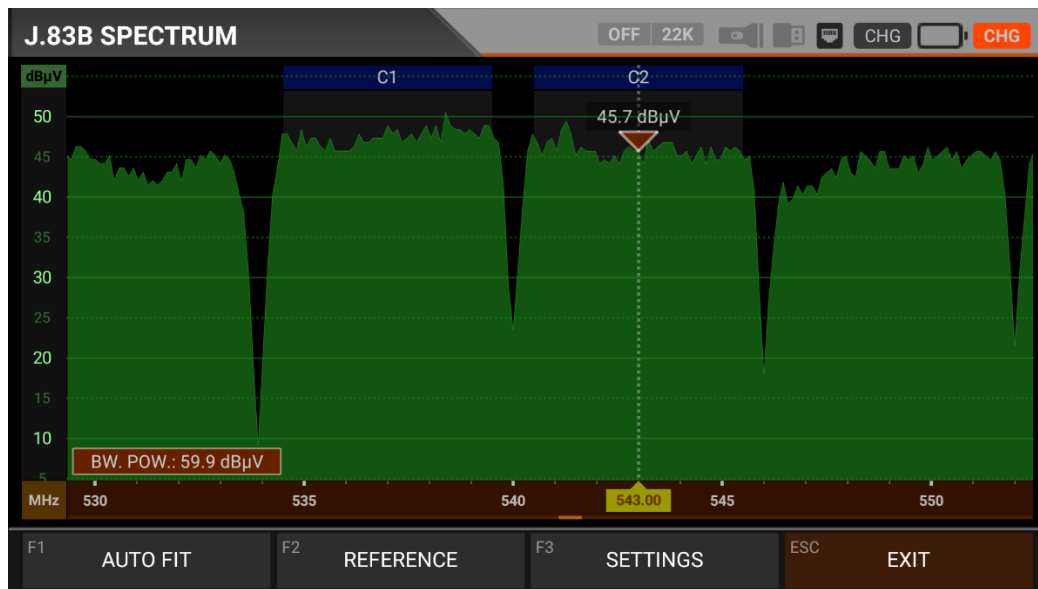 J.83B SPECTRUM
OFF 22K CHG CHG
dBµV
C1 C2
50
45.7 dBµV
45
40
35
30
25
20
15
10
BW. POW.: 59.9 dBµV
5
MHz 530 535 540 543.00 545 550
F1 AUTO FIT F2 REFERENCE F3 SETTINGS ESC EXIT